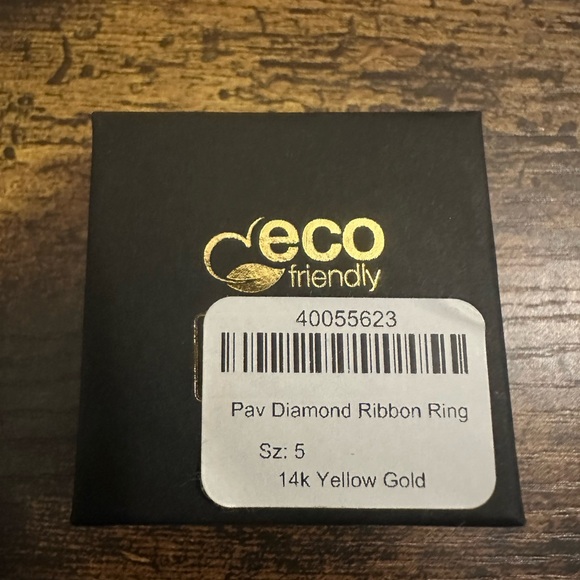 eco
friendly
40055623
Pav Diamond Ribbon Ring
Sz: 5
14k Yellow Gold